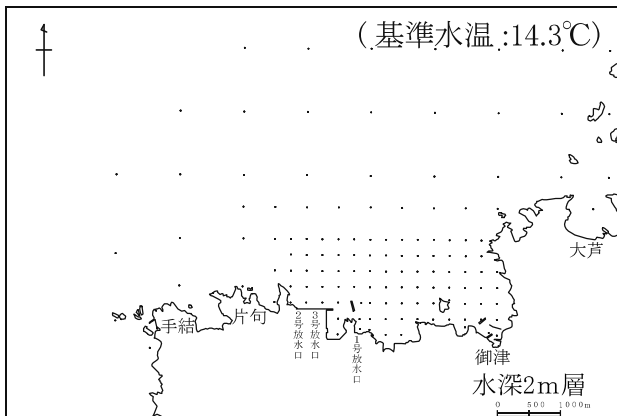 (基準水温:14.3℃)
大芦
手結
片句
2号放水口
3号放水口
1号放水口
御津
水深2m層
0 500 1000m